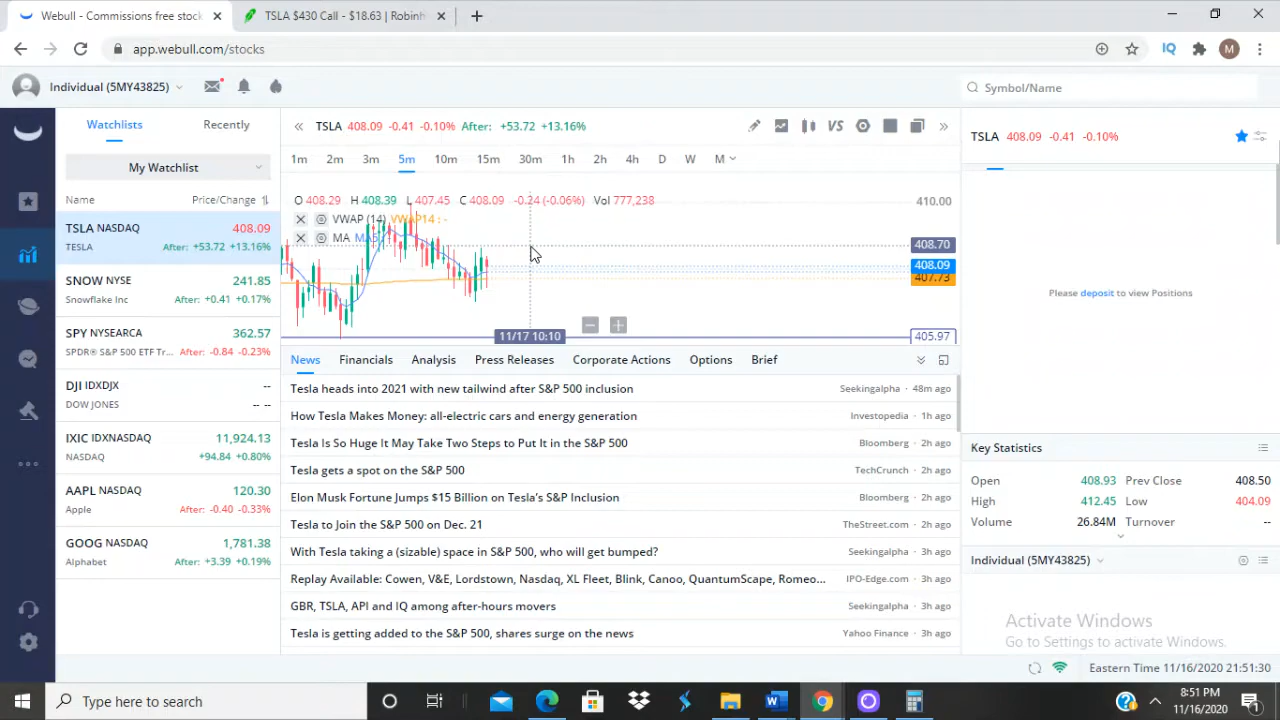 Webull - Commissions free stock
TSLA $430 Call - $18.63 | Robinh
app.webull.com/stocks
IQ
M
Individual (5MY43825)
Symbol/Name
Watchlists
Recently
My Watchlist
Name
Price/Change
TSLA NASDAQ
408.09
TESLA
After: +53.72 +13.16%
SNOW NYSE
241.85
Snowflake Inc
After: +0.41 +0.17%
SPY NYSEARCA
362.57
SPDR® S&P 500 ETF Tr...
After: -0.84 -0.23%
DJI IDXDJX
--
DOW JONES
-- --
IXIC IDXNASDAQ
11,924.13
NASDAQ
+94.84 +0.80%
AAPL NASDAQ
120.30
Apple
After: -0.40 -0.33%
GOOG NASDAQ
1,781.38
Alphabet
After: +3.39 +0.19%
TSLA 408.09 -0.41 -0.10% After: +53.72 +13.16%
VS
1m 2m 3m 5m 10m 15m 30m 1h 2h 4h D W M
O 408.29 H 408.39 L 407.45 C 408.09 -0.24 (-0.06%) Vol 777,238
VWAP (14) VWAP14 : -
MA
410.00
408.70
408.09
407.73
11/17 10:10
405.97
News Financials Analysis Press Releases Corporate Actions Options Brief
Tesla heads into 2021 with new tailwind after S&P 500 inclusion
Seekingalpha · 48m ago
How Tesla Makes Money: all-electric cars and energy generation
Investopedia · 1h ago
Tesla Is So Huge It May Take Two Steps to Put It in the S&P 500
Bloomberg · 2h ago
Tesla gets a spot on the S&P 500
TechCrunch · 2h ago
Elon Musk Fortune Jumps $15 Billion on Tesla's S&P Inclusion
Bloomberg · 2h ago
Tesla to Join the S&P 500 on Dec. 21
TheStreet.com · 2h ago
With Tesla taking a (sizable) space in S&P 500, who will get bumped?
Seekingalpha · 3h ago
Replay Available: Cowen, V&E, Lordstown, Nasdaq, XL Fleet, Blink, Canoo, QuantumScape, Romeo...
IPO-Edge.com · 3h ago
GBR, TSLA, API and IQ among after-hours movers
Seekingalpha · 3h ago
Tesla is getting added to the S&P 500, shares surge on the news
Yahoo Finance · 3h ago
TSLA 408.09 -0.41 -0.10%
Please deposit to view Positions
Key Statistics
Open 408.93 Prev Close 408.50
High 412.45 Low 404.09
Volume 26.84M Turnover --
Individual (5MY43825)
Activate Windows
Go to Settings to activate Windows.
Eastern Time 11/16/2020 21:51:30
Type here to search
8:51 PM
11/16/2020
1